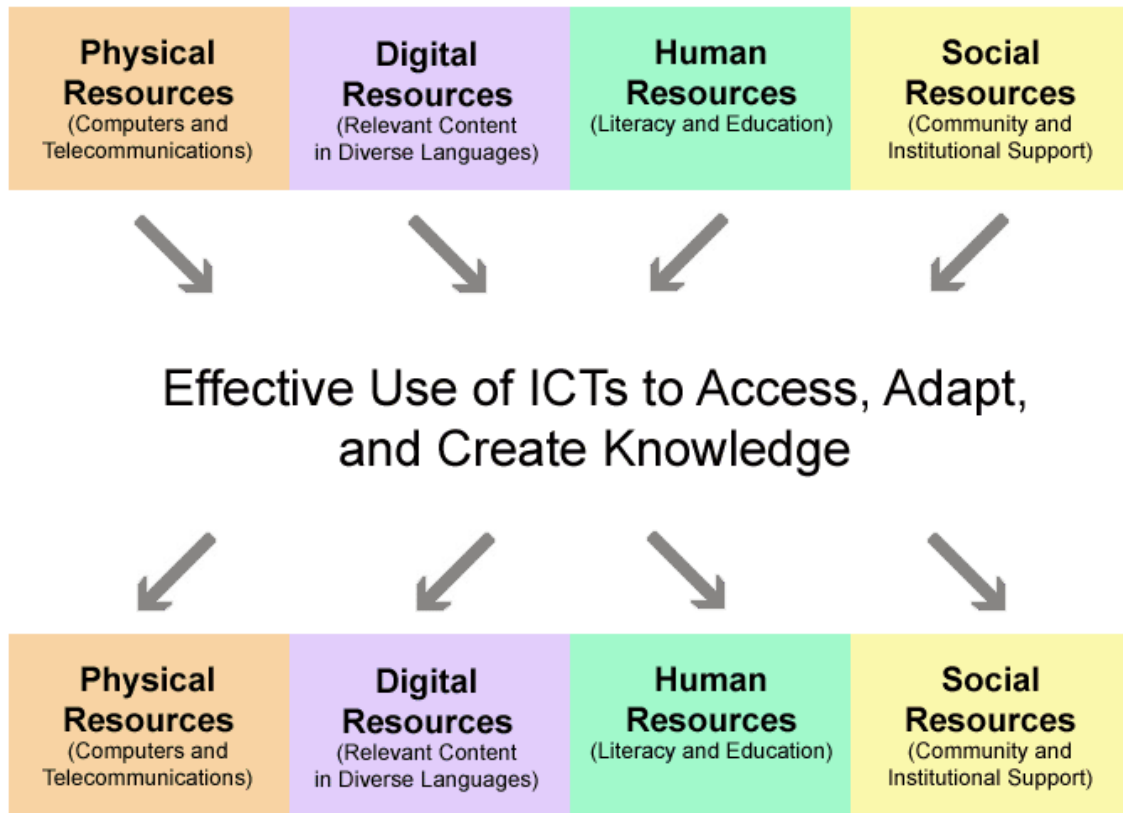 Physical
Resources
(Computers and
Telecommunications)
Digital
Resources
(Relevant Content
in Diverse Languages)
Human
Resources
(Literacy and Education)
Social
Resources
(Community and
Institutional Support)
Effective Use of ICTs to Access, Adapt,
and Create Knowledge
Physical
Resources
(Computers and
Telecommunications)
Digital
Resources
(Relevant Content
in Diverse Languages)
Human
Resources
(Literacy and Education)
Social
Resources
(Community and
Institutional Support)